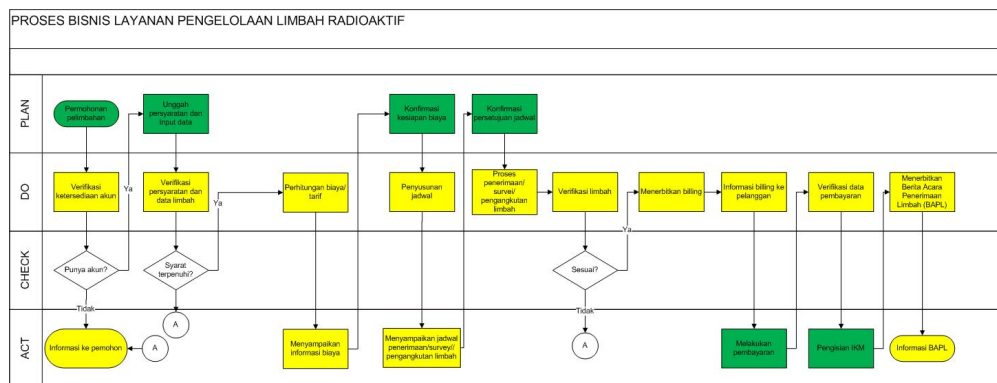 PROSES BISNIS LAYANAN PENGELOLAAN LIMBAH RADIOAKTIF
PLAN
Permohonan
pelimbahan
Unggah
persyaratan dan
Input data
Konfirmasi
kesiapan biaya
Konfirmasi
persetujuan jadwal
DO
Verifikasi
ketersediaan akun
Ya
Verifikasi
persyaratan dan
data limbah
Ya
Perhitungan biaya/
tarif
Penyusunan
jadwal
Proses
penerimaan/
survei/
pengangkutan
limbah
Verifikasi limbah
Ya
Menerbitkan billing
Informasi billing ke
pelanggan
Verifikasi data
pembayaran
Menerbitkan
Berita Acara
Penerimaan
Limbah (BAPL)
CHECK
Punya akun?
Syarat
terpenuhi?
Sesuai?
Tidak
Tidak
ACT
Informasi ke pemohon
A
A
Menyampaikan
informasi biaya
Menyampaikan jadwal
penerimaan/survey//
pengangkutan limbah
A
Melakukan
pembayaran
Pengisian IKM
Informasi BAPL